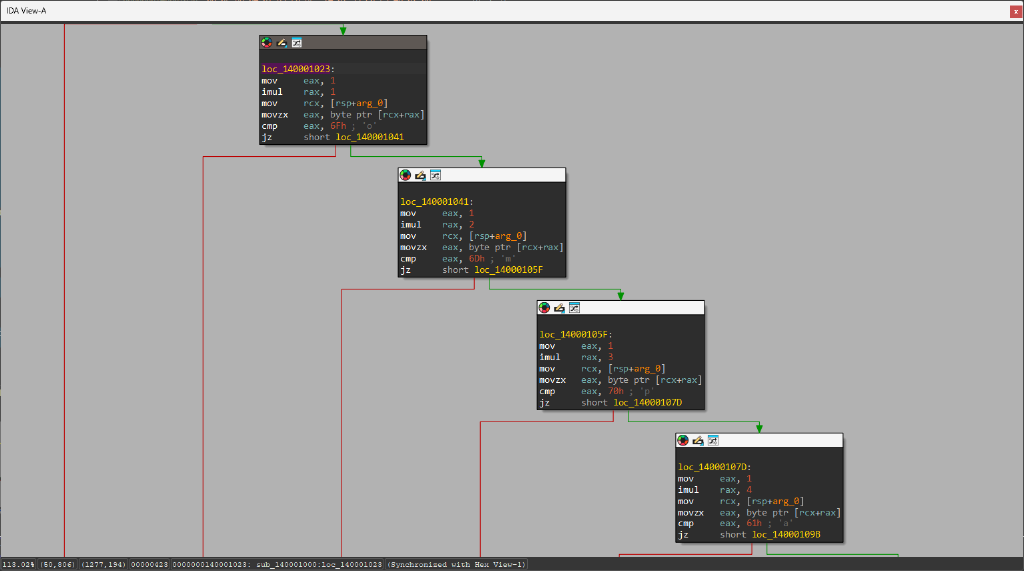 IDA View-A
x
loc_140001023:
mov eax, 1
imul rax, 1
mov rcx, [rsp+arg_0]
movzx eax, byte ptr [rcx+rax]
cmp eax, 6Fh ; 'o'
jz short loc_140001041
loc_140001041:
mov eax, 1
imul rax, 2
mov rcx, [rsp+arg_0]
movzx eax, byte ptr [rcx+rax]
cmp eax, 6Dh ; 'm'
jz short loc_14000105F
loc_14000105F:
mov eax, 1
imul rax, 3
mov rcx, [rsp+arg_0]
movzx eax, byte ptr [rcx+rax]
cmp eax, 70h ; 'p'
jz short loc_14000107D
loc_14000107D:
mov eax, 1
imul rax, 4
mov rcx, [rsp+arg_0]
movzx eax, byte ptr [rcx+rax]
cmp eax, 61h ; 'a'
jz short loc_14000109B
113.02% (50,806) (1277,194) 00000423 0000000140001023: sub_140001000:loc_140001023 (Synchronized with Hex View-1)